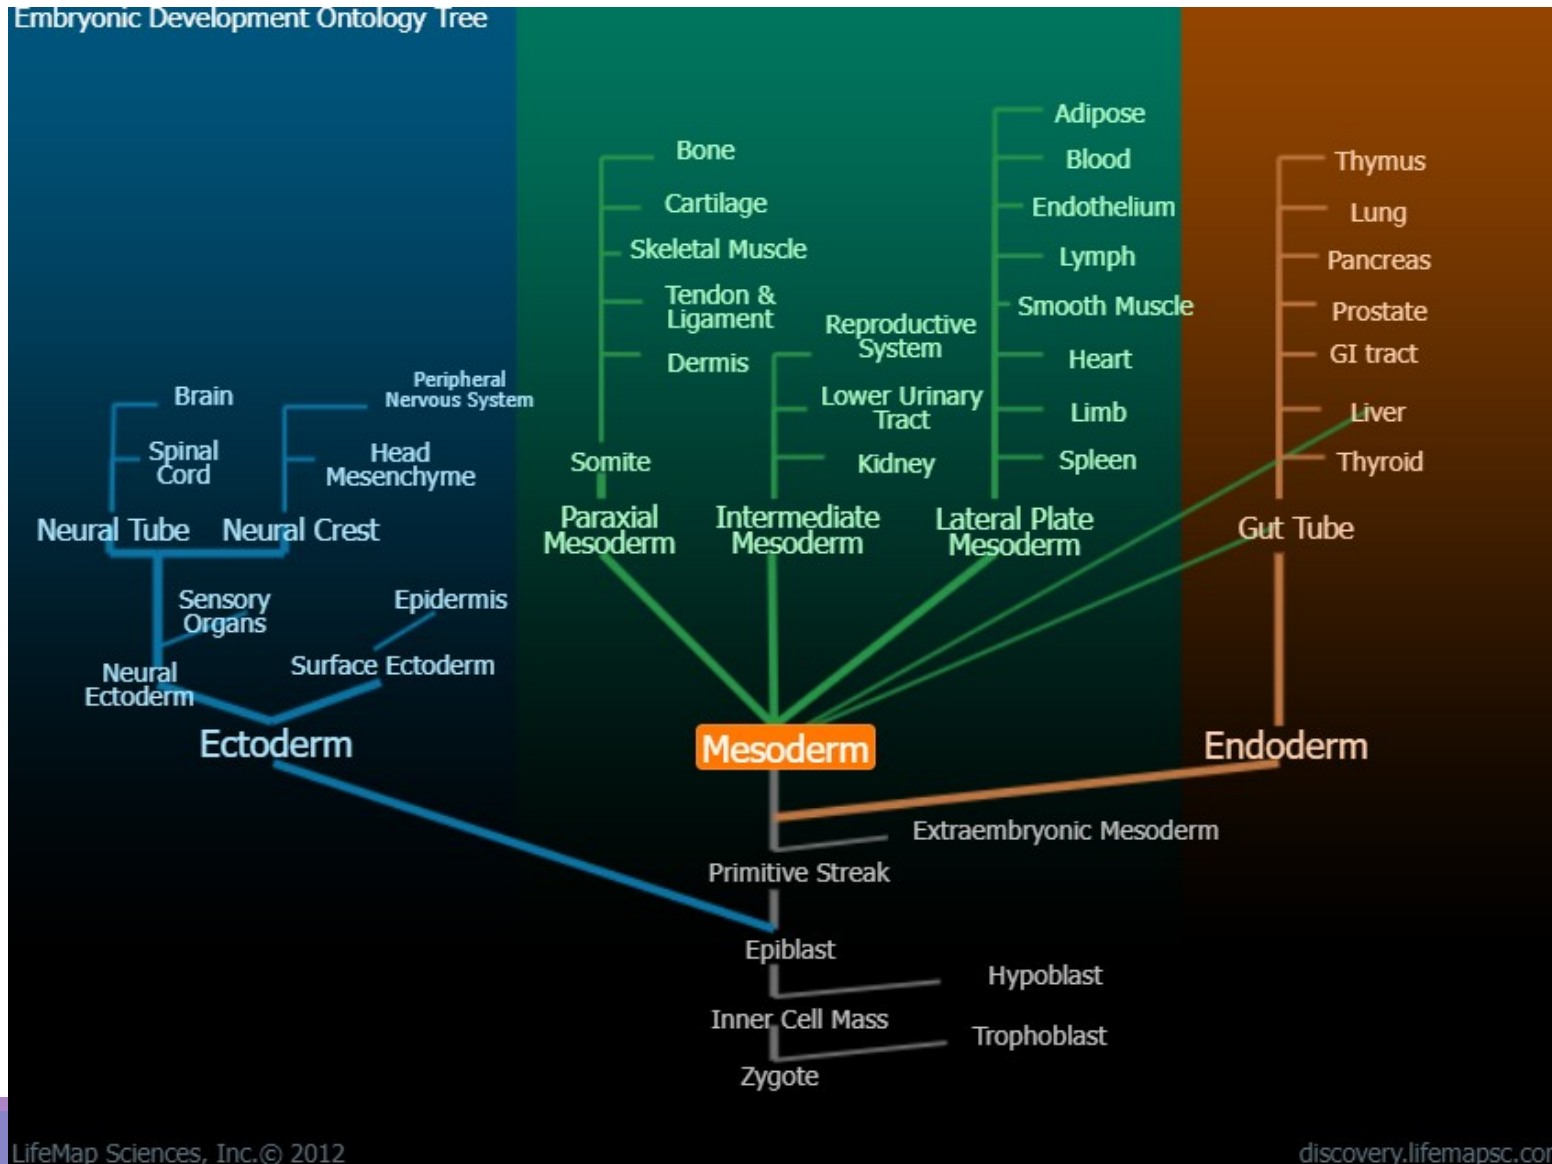 Embryonic Development Ontology Tree
Adipose
Bone
Blood
Thymus
Cartilage
Endothelium
Lung
Skeletal Muscle
Lymph
Pancreas
Tendon &
Ligament
Smooth Muscle
Prostate
Reproductive
System
Dermis
Heart
GI tract
Brain
Peripheral
Nervous System
Lower Urinary
Tract
Limb
Liver
Spinal
Cord
Head
Mesenchyme
Somite
Kidney
Spleen
Thyroid
Neural Tube
Neural Crest
Paraxial
Mesoderm
Intermediate
Mesoderm
Lateral Plate
Mesoderm
Gut Tube
Sensory
Organs
Epidermis
Neural
Ectoderm
Surface Ectoderm
Ectoderm
Mesoderm
Endoderm
Extraembryonic Mesoderm
Primitive Streak
Epiblast
Hypoblast
Inner Cell Mass
Trophoblast
Zygote
LifeMap Sciences, Inc.© 2012
discovery.lifemapsc.com